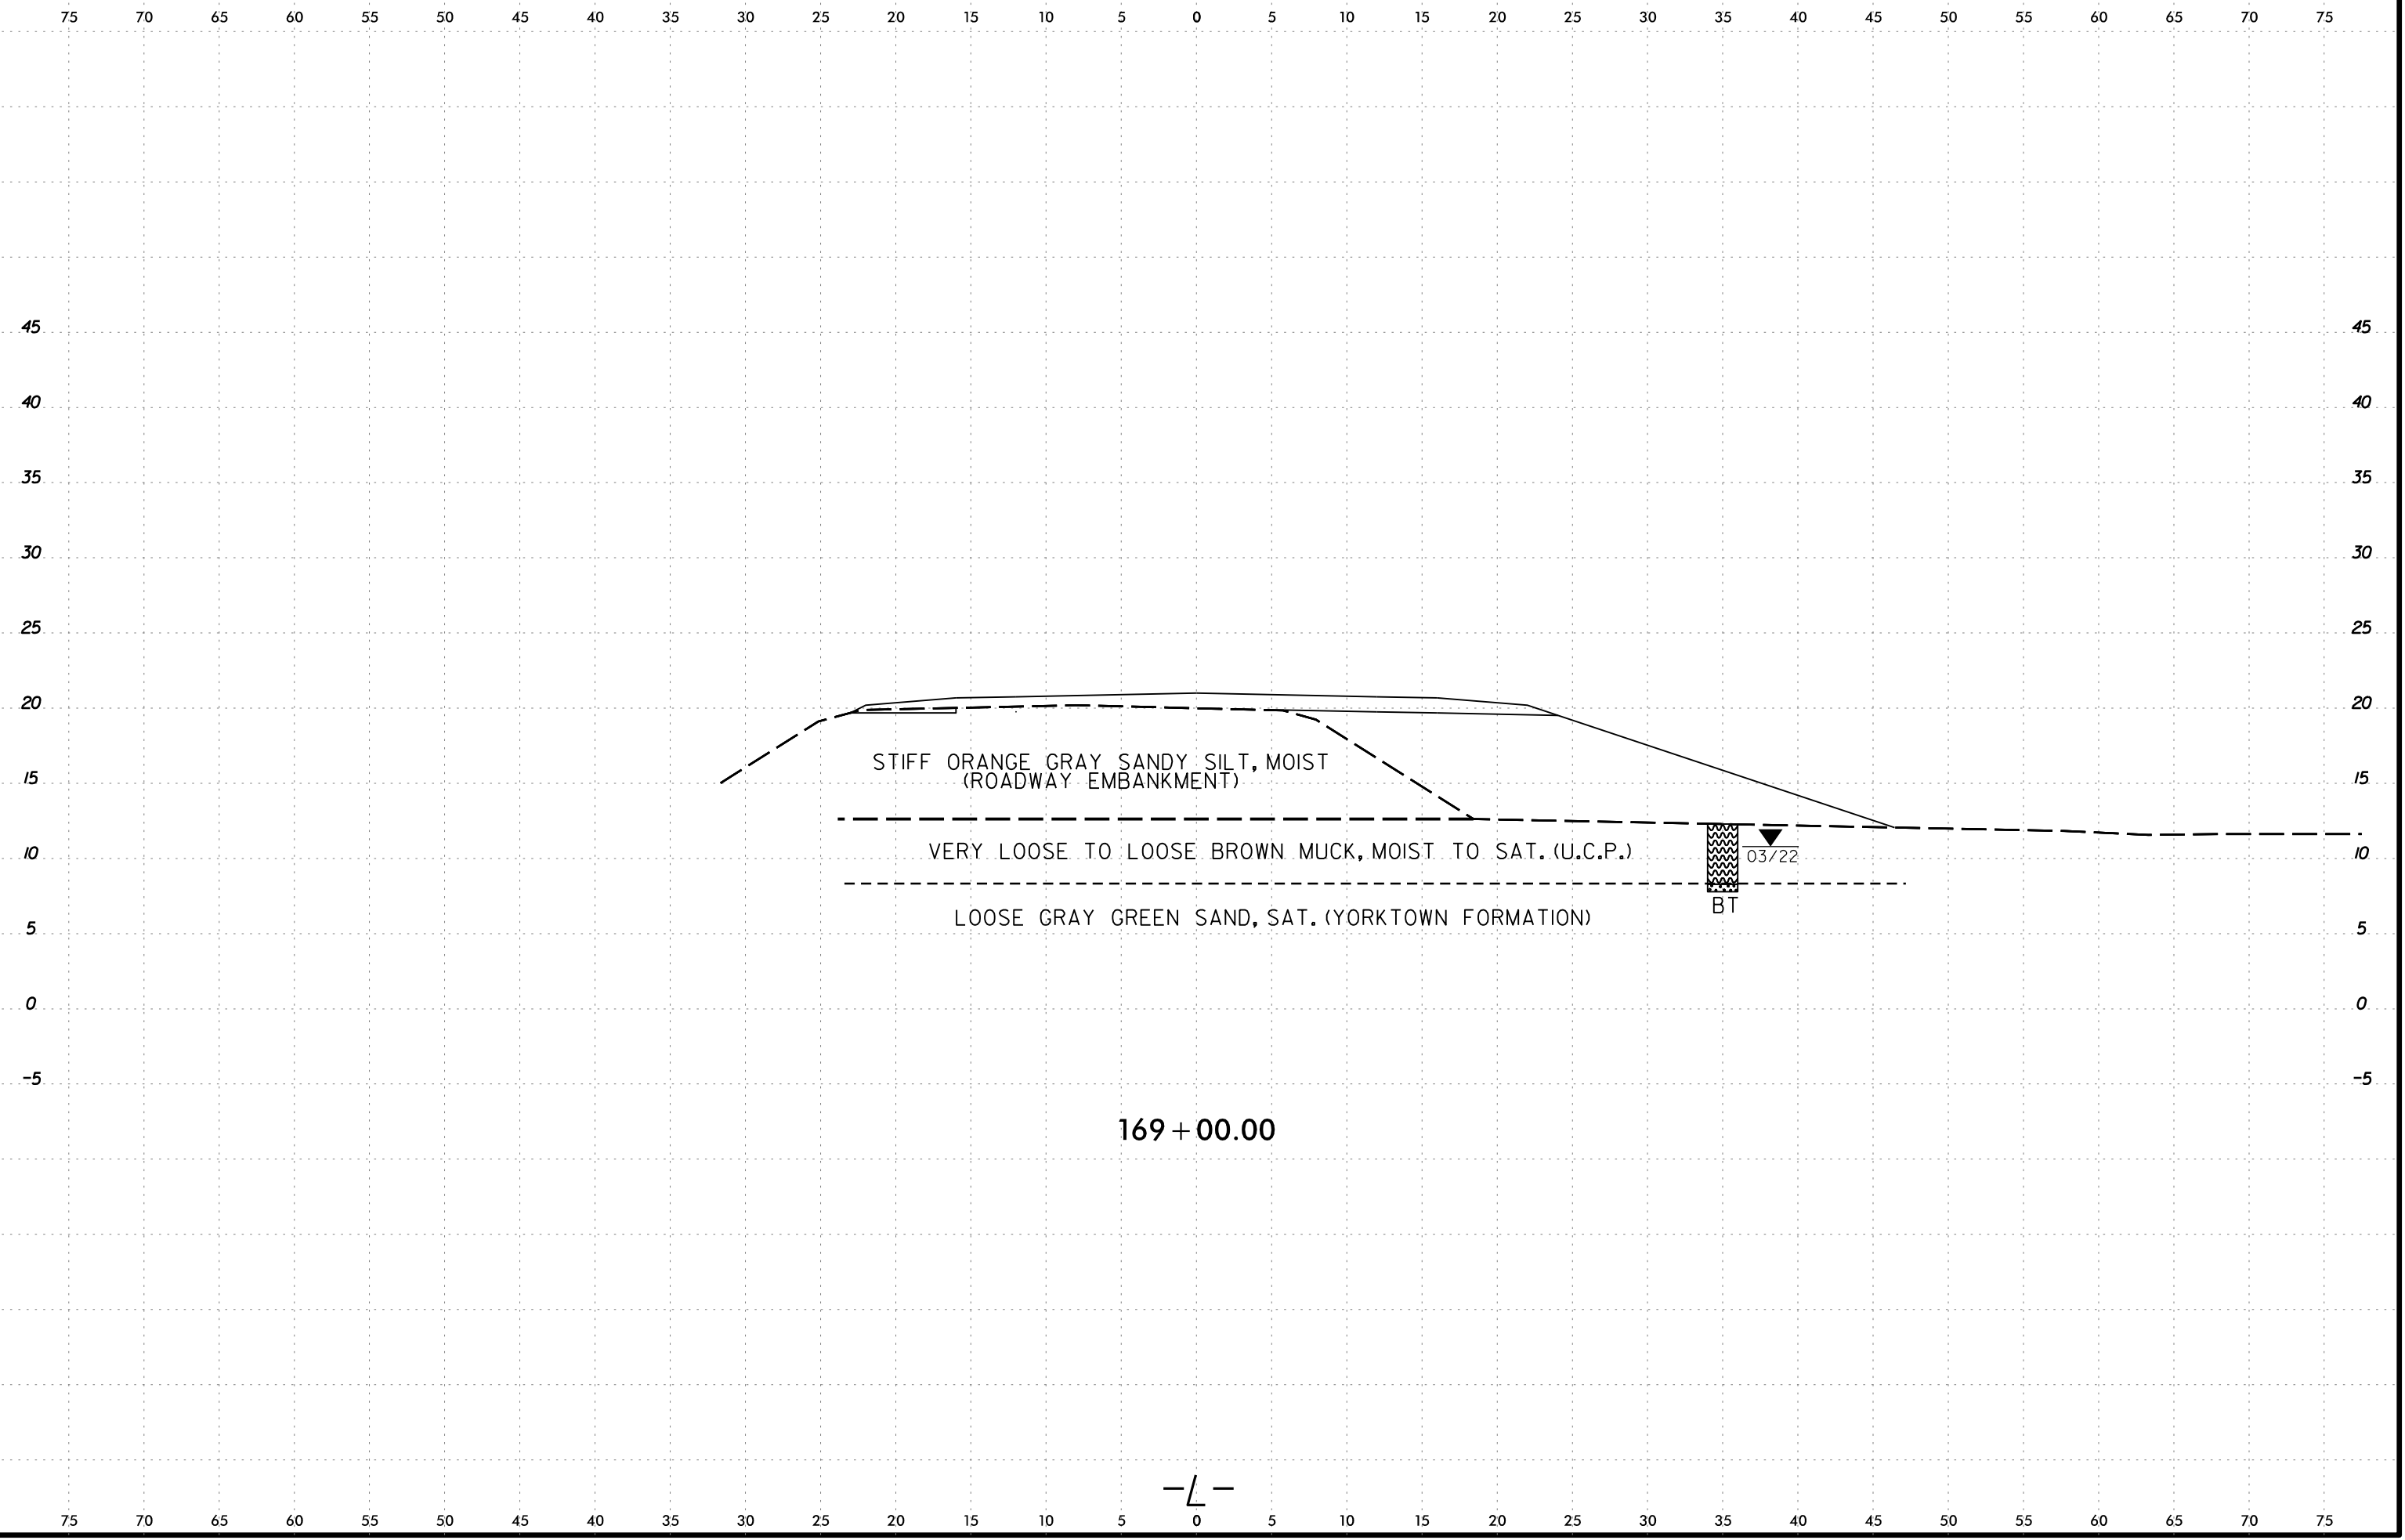 75 70 65 60 55 50 45 40 35 30 25 20 15 10 5 0 5 10 15 20 25 30 35 40 45 50 55 60 65 70 75
45 45
40 40
35 35
30 30
25 25
20 20
15 15
STIFF ORANGE GRAY SANDY SILT, MOIST
(ROADWAY EMBANKMENT)
10 10
VERY LOOSE TO LOOSE BROWN MUCK, MOIST TO SAT. (U.C.P.)
03/22
BT
LOOSE GRAY GREEN SAND, SAT. (YORKTOWN FORMATION)
5 5
0 0
-5 -5
169+00.00
-L-
75 70 65 60 55 50 45 40 35 30 25 20 15 10 5 0 5 10 15 20 25 30 35 40 45 50 55 60 65 70 75